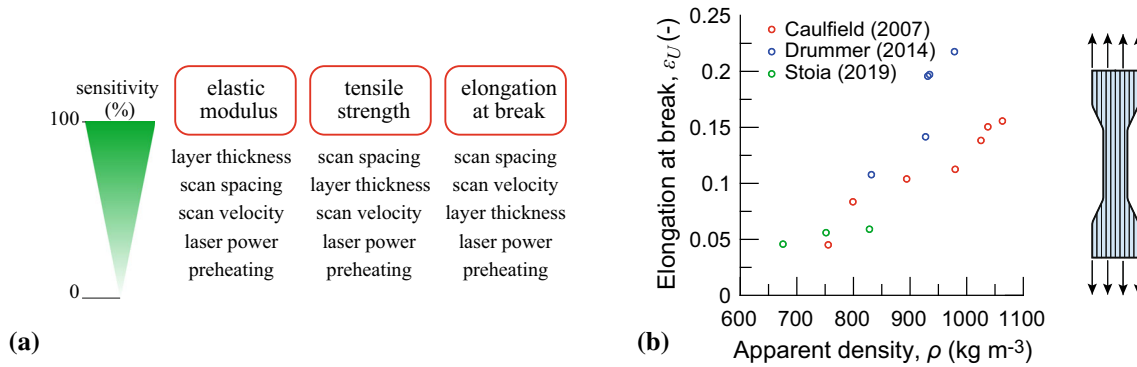 sensitivity
(%)
100
0
elastic
modulus
layer thickness
scan spacing
scan velocity
laser power
preheating
tensile
strength
scan spacing
layer thickness
scan velocity
laser power
preheating
elongation
at break
scan spacing
scan velocity
layer thickness
laser power
preheating
(a)
Elongation at break, εU (-)
0.25
0.2
0.15
0.1
0.05
0
Caulfield (2007)
Drummer (2014)
Stoia (2019)
600 700 800 900 1000 1100
Apparent density, ρ (kg m-3)
(b)